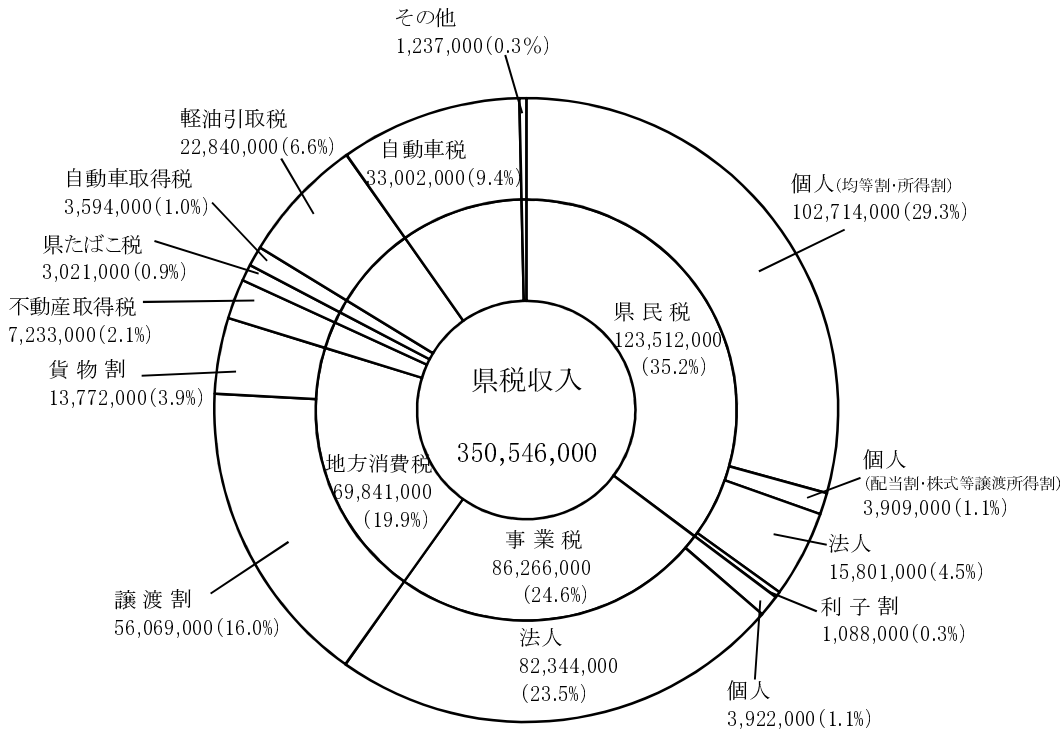 その他
1,237,000(0.3%)
軽油引取税
22,840,000(6.6%)
自動車税
33,002,000(9.4%)
自動車取得税
3,594,000(1.0%)
県たばこ税
3,021,000(0.9%)
不動産取得税
7,233,000(2.1%)
貨物割
13,772,000(3.9%)
個人(均等割・所得割)
102,714,000(29.3%)
県民税
123,512,000
(35.2%)
県税収入
350,546,000
地方消費税
69,841,000
(19.9%)
事業税
86,266,000
(24.6%)
個人
(配当割・株式等譲渡所得割)
3,909,000(1.1%)
法人
15,801,000(4.5%)
利子割
1,088,000(0.3%)
譲渡割
56,069,000(16.0%)
法人
82,344,000
(23.5%)
個人
3,922,000(1.1%)